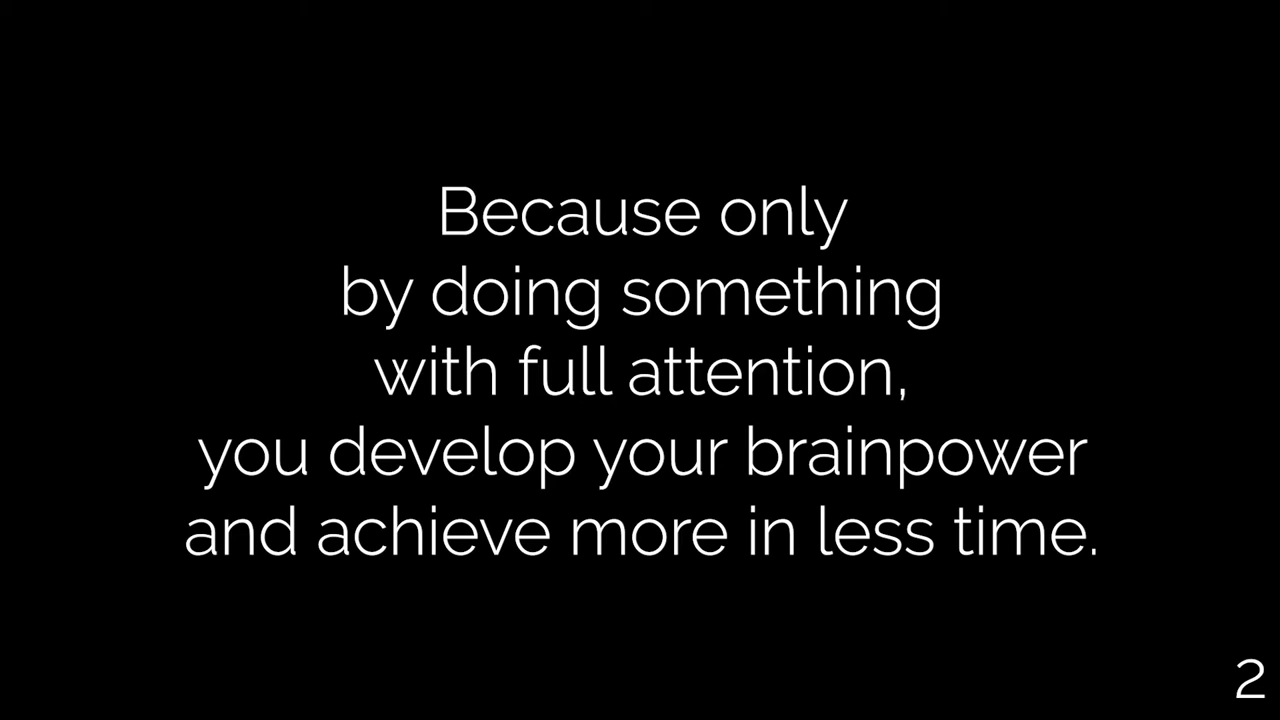 Because only
by doing something
with full attention,
you develop your brainpower
and achieve more in less time.
2